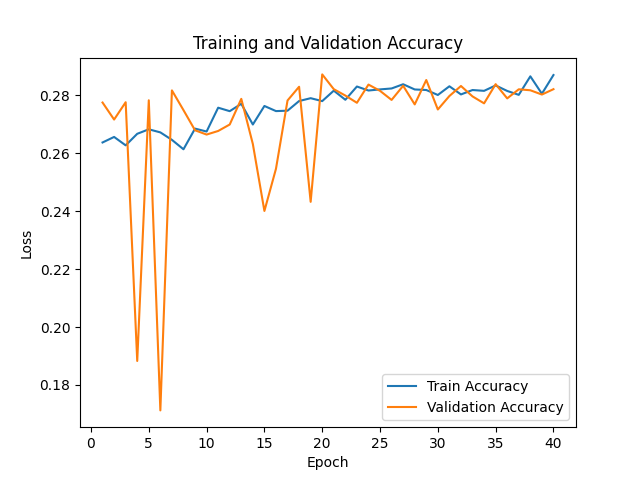 Training and Validation Accuracy
Loss
0.28
0.26
0.24
0.22
0.20
0.18
Train Accuracy
Validation Accuracy
0 5 10 15 20 25 30 35 40
Epoch